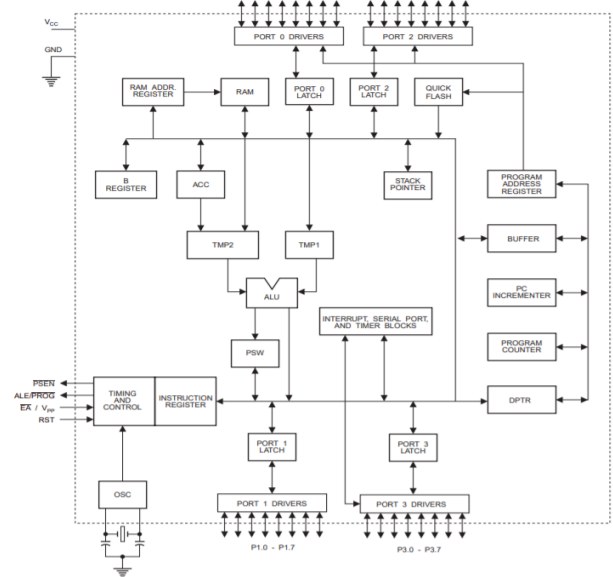 VCC
GND
PORT 0 DRIVERS
PORT 2 DRIVERS
RAM ADDR.
REGISTER
RAM
PORT 0
LATCH
PORT 2
LATCH
QUICK
FLASH
B
REGISTER
ACC
STACK
POINTER
PROGRAM
ADDRESS
REGISTER
TMP2
TMP1
BUFFER
ALU
PC
INCREMENTER
INTERRUPT, SERIAL PORT,
AND TIMER BLOCKS
PSW
PROGRAM
COUNTER
PSEN
ALE/PROG
EA / VPP
RST
TIMING
AND
CONTROL
INSTRUCTION
REGISTER
DPTR
PORT 1
LATCH
PORT 3
LATCH
OSC
PORT 1 DRIVERS
PORT 3 DRIVERS
P1.0 - P1.7
P3.0 - P3.7